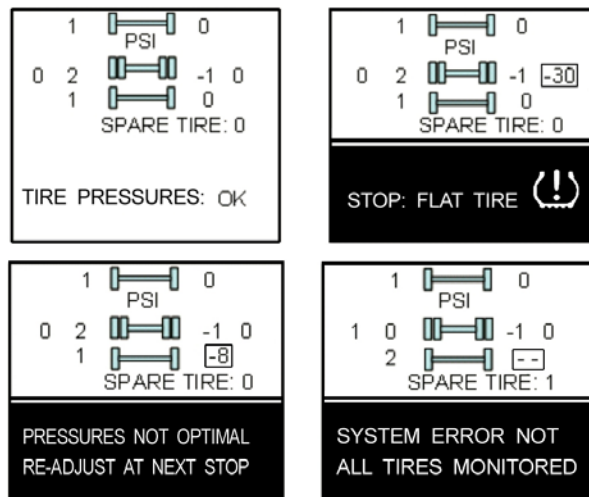 1 0
PSI
0 2 -1 0
1 0
SPARE TIRE: 0
TIRE PRESSURES: OK
1 0
PSI
0 2 -1 -30
1 0
SPARE TIRE: 0
STOP: FLAT TIRE
1 0
PSI
0 2 -1 0
1 -8
SPARE TIRE: 0
PRESSURES NOT OPTIMAL
RE-ADJUST AT NEXT STOP
1 0
PSI
1 0 -1 0
2 --
SPARE TIRE: 1
SYSTEM ERROR NOT
ALL TIRES MONITORED